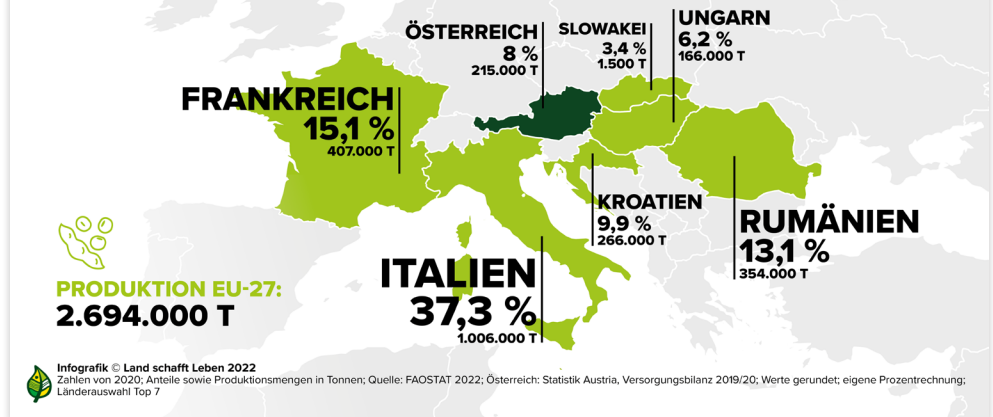 ÖSTERREICH
8 %
215.000 T
SLOWAKEI
3,4 %
1.500 T
UNGARN
6,2 %
166.000 T
FRANKREICH
15,1 %
407.000 T
KROATIEN
9,9 %
266.000 T
RUMÄNIEN
13,1 %
354.000 T
ITALIEN
37,3 %
1.006.000 T
PRODUKTION EU-27:
2.694.000 T
Infografik © Land schafft Leben 2022
Zahlen von 2020; Anteile sowie Produktionsmengen in Tonnen; Quelle: FAOSTAT 2022; Österreich: Statistik Austria, Versorgungsbilanz 2019/20; Werte gerundet; eigene Prozentrechnung;
Länderauswahl Top 7